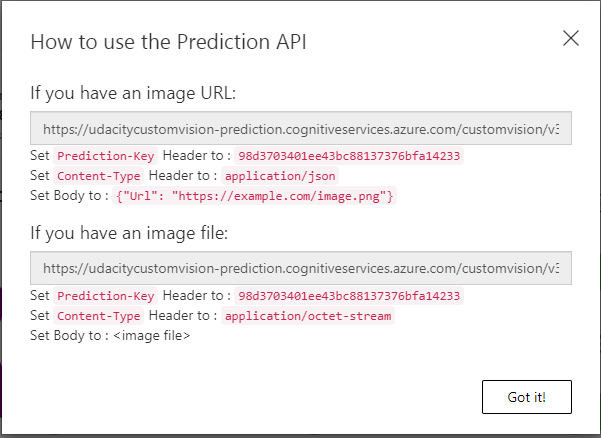 How to use the Prediction API
If you have an image URL:
https://udacitycustomvision-prediction.cognitiveservices.azure.com/customvision/v3
Set Prediction-Key Header to : 98d3703401ee43bc88137376bfa14233
Set Content-Type Header to : application/json
Set Body to : {"Url": "https://example.com/image.png"}
If you have an image file:
https://udacitycustomvision-prediction.cognitiveservices.azure.com/customvision/v3
Set Prediction-Key Header to : 98d3703401ee43bc88137376bfa14233
Set Content-Type Header to : application/octet-stream
Set Body to : <image file>
Got it!